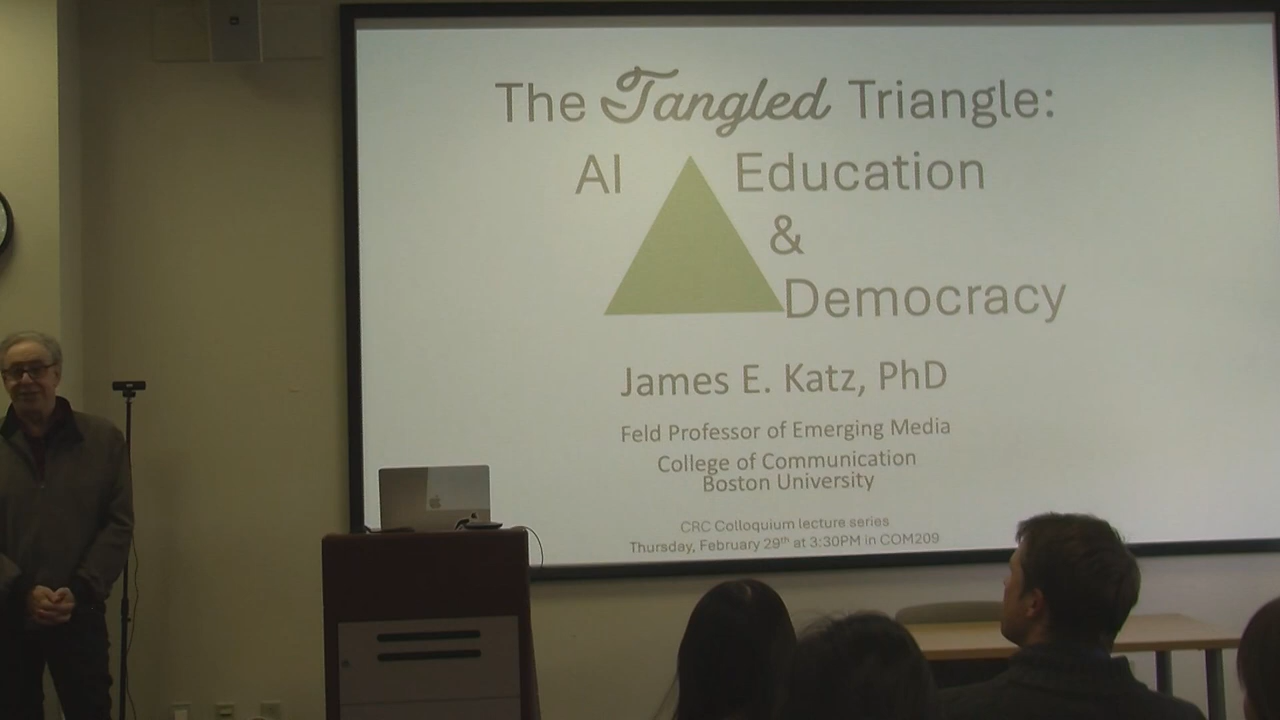 The Tangled Triangle:
AI Education
&
Democracy
James E. Katz, PhD
Feld Professor of Emerging Media
College of Communication
Boston University
CRC Colloquium lecture series
Thursday, February 29th at 3:30PM in COM209